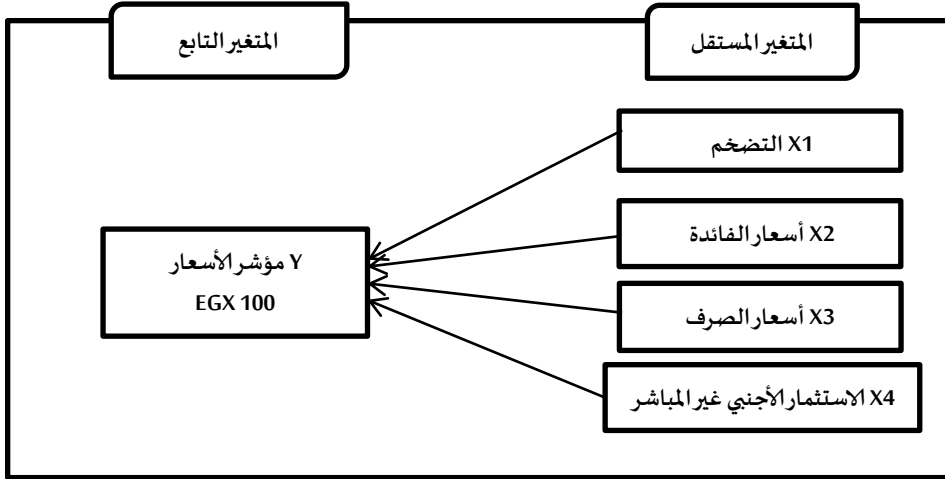 المتغير المستقل
المتغير التابع
X1 التضخم
X2 أسعار الفائدة
X3 أسعار الصرف
X4 الاستثمار الأجنبي غير المباشر
Y مؤشر الأسعار
EGX 100